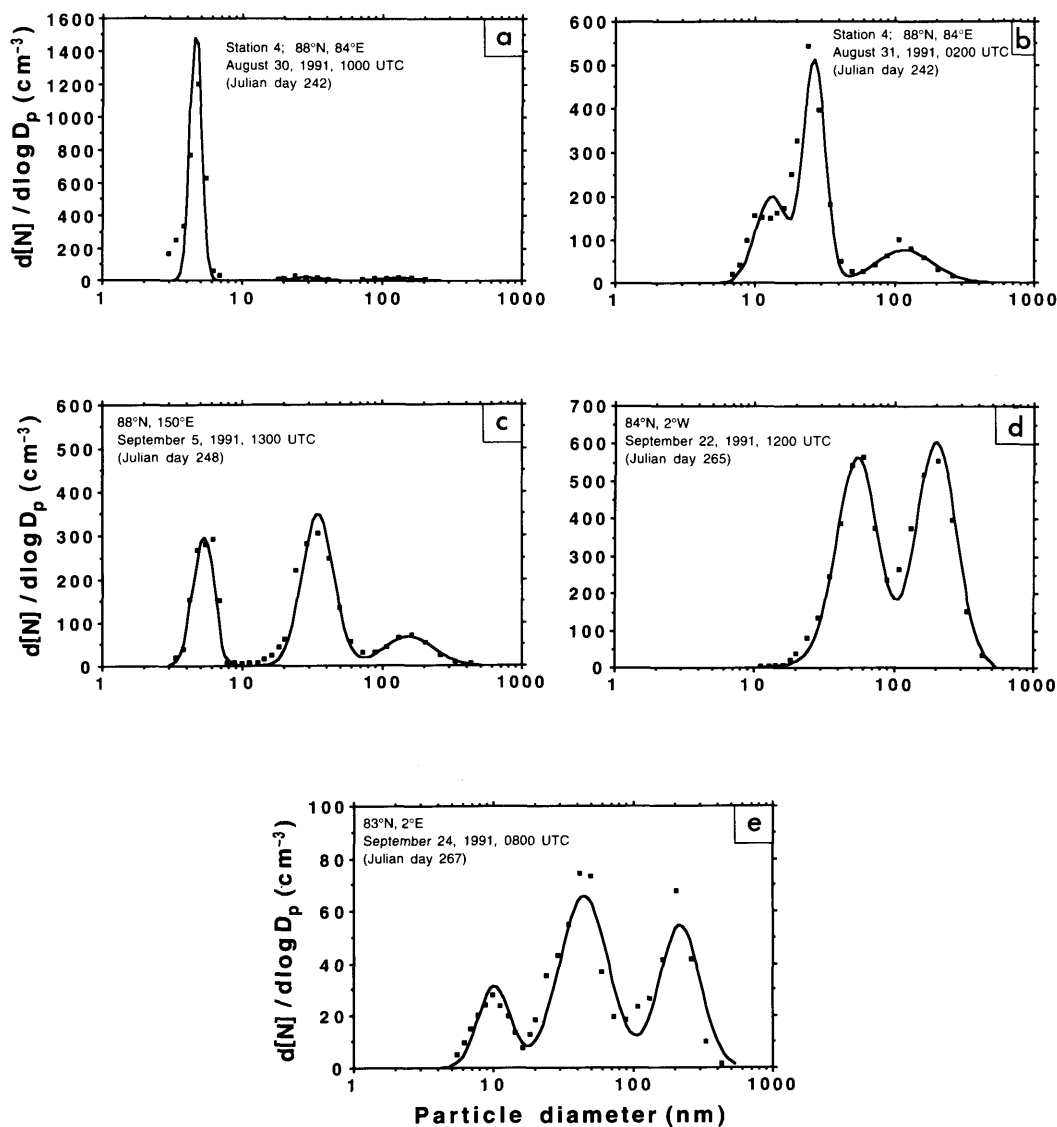 a
Station 4; 88°N, 84°E
August 30, 1991, 1000 UTC
(Julian day 242)
d[N] / dlogDp (cm⁻³)
1600
1400
1200
1000
800
600
400
200
0
1 10 100 1000
b
Station 4; 88°N, 84°E
August 31, 1991, 0200 UTC
(Julian day 242)
600
500
400
300
200
100
0
1 10 100 1000
c
88°N, 150°E
September 5, 1991, 1300 UTC
(Julian day 248)
d[N] / dlogDp (cm⁻³)
600
500
400
300
200
100
0
1 10 100 1000
d
84°N, 2°W
September 22, 1991, 1200 UTC
(Julian day 265)
700
600
500
400
300
200
100
0
1 10 100 1000
e
83°N, 2°E
September 24, 1991, 0800 UTC
(Julian day 267)
d[N] / dlogDp (cm⁻³)
100
80
60
40
20
0
1 10 100 1000
Particle diameter (nm)